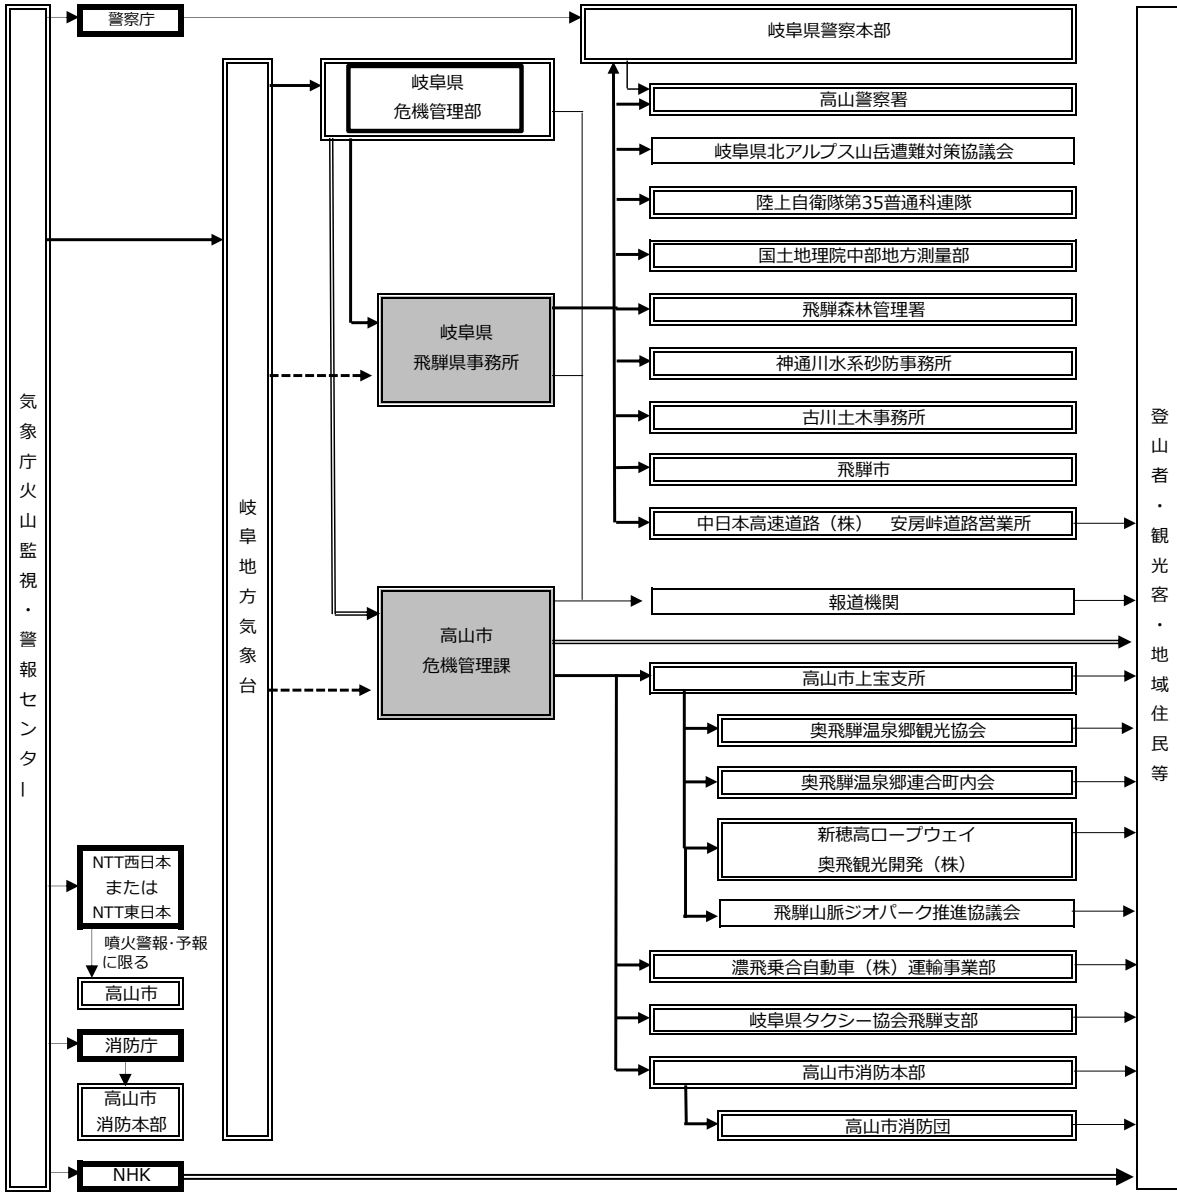 気象庁火山監視・警報センター
警察庁
NTT西日本
または
NTT東日本
噴火警報・予報
に限る
高山市
消防庁
高山市
消防本部
NHK
岐阜地方気象台
岐阜県
危機管理部
岐阜県
飛騨県事務所
高山市
危機管理課
岐阜県警察本部
高山警察署
岐阜県北アルプス山岳遭難対策協議会
陸上自衛隊第35普通科連隊
国土地理院中部地方測量部
飛騨森林管理署
神通川水系砂防事務所
古川土木事務所
飛騨市
中日本高速道路（株）　安房峠道路営業所
報道機関
高山市上宝支所
奥飛騨温泉郷観光協会
奥飛騨温泉郷連合町内会
新穂高ロープウェイ
奥飛観光開発（株）
飛騨山脈ジオパーク推進協議会
濃飛乗合自動車（株）運輸事業部
岐阜県タクシー協会飛騨支部
高山市消防本部
高山市消防団
登山者・観光客・地域住民等